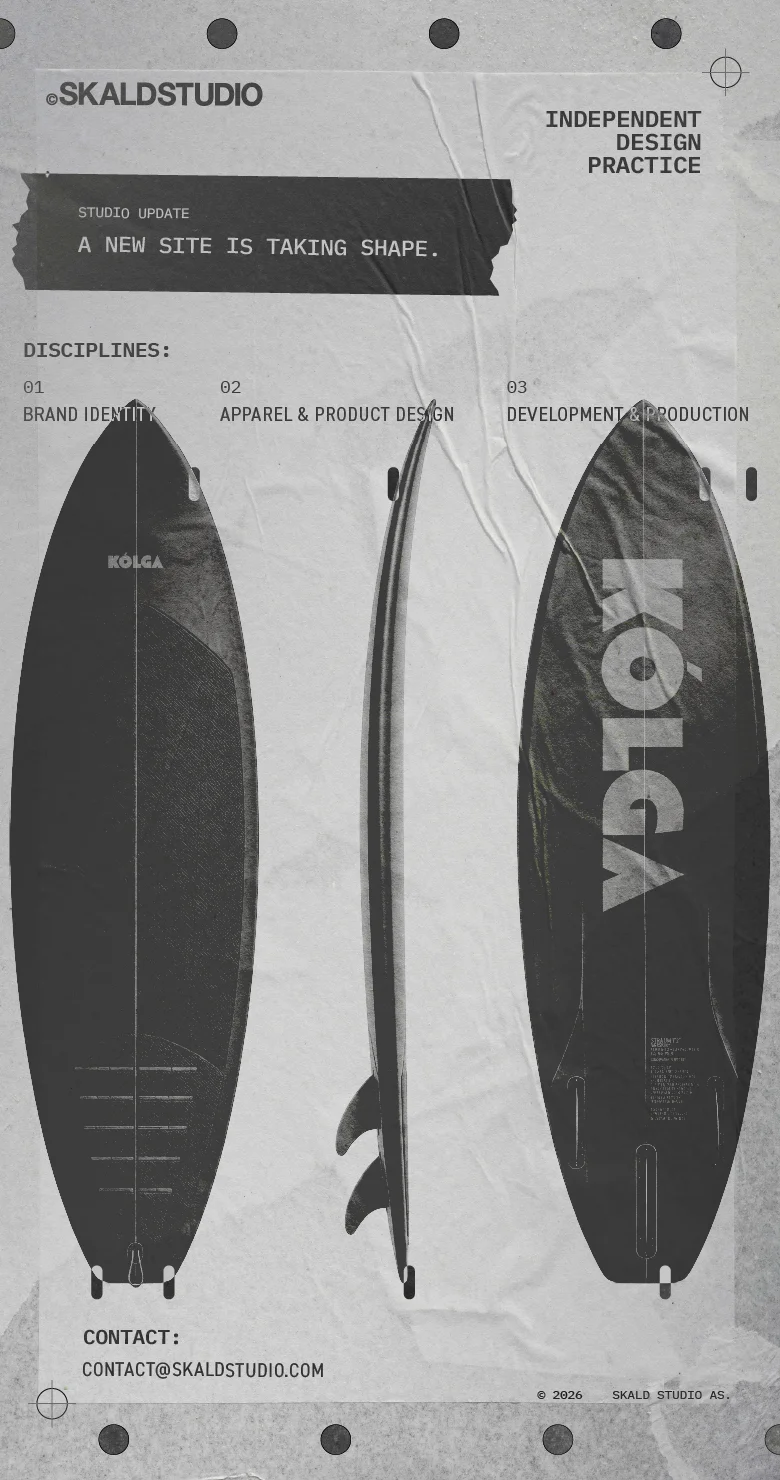 ©SKALDSTUDIO
INDEPENDENT
DESIGN
PRACTICE
STUDIO UPDATE
A NEW SITE IS TAKING SHAPE.
DISCIPLINES:
01
BRAND IDENTITY
02
APPAREL & PRODUCT DESIGN
03
DEVELOPMENT & PRODUCTION
KÓLGA
KÓLGA
CONTACT:
CONTACT@SKALDSTUDIO.COM
© 2026 SKALD STUDIO AS.